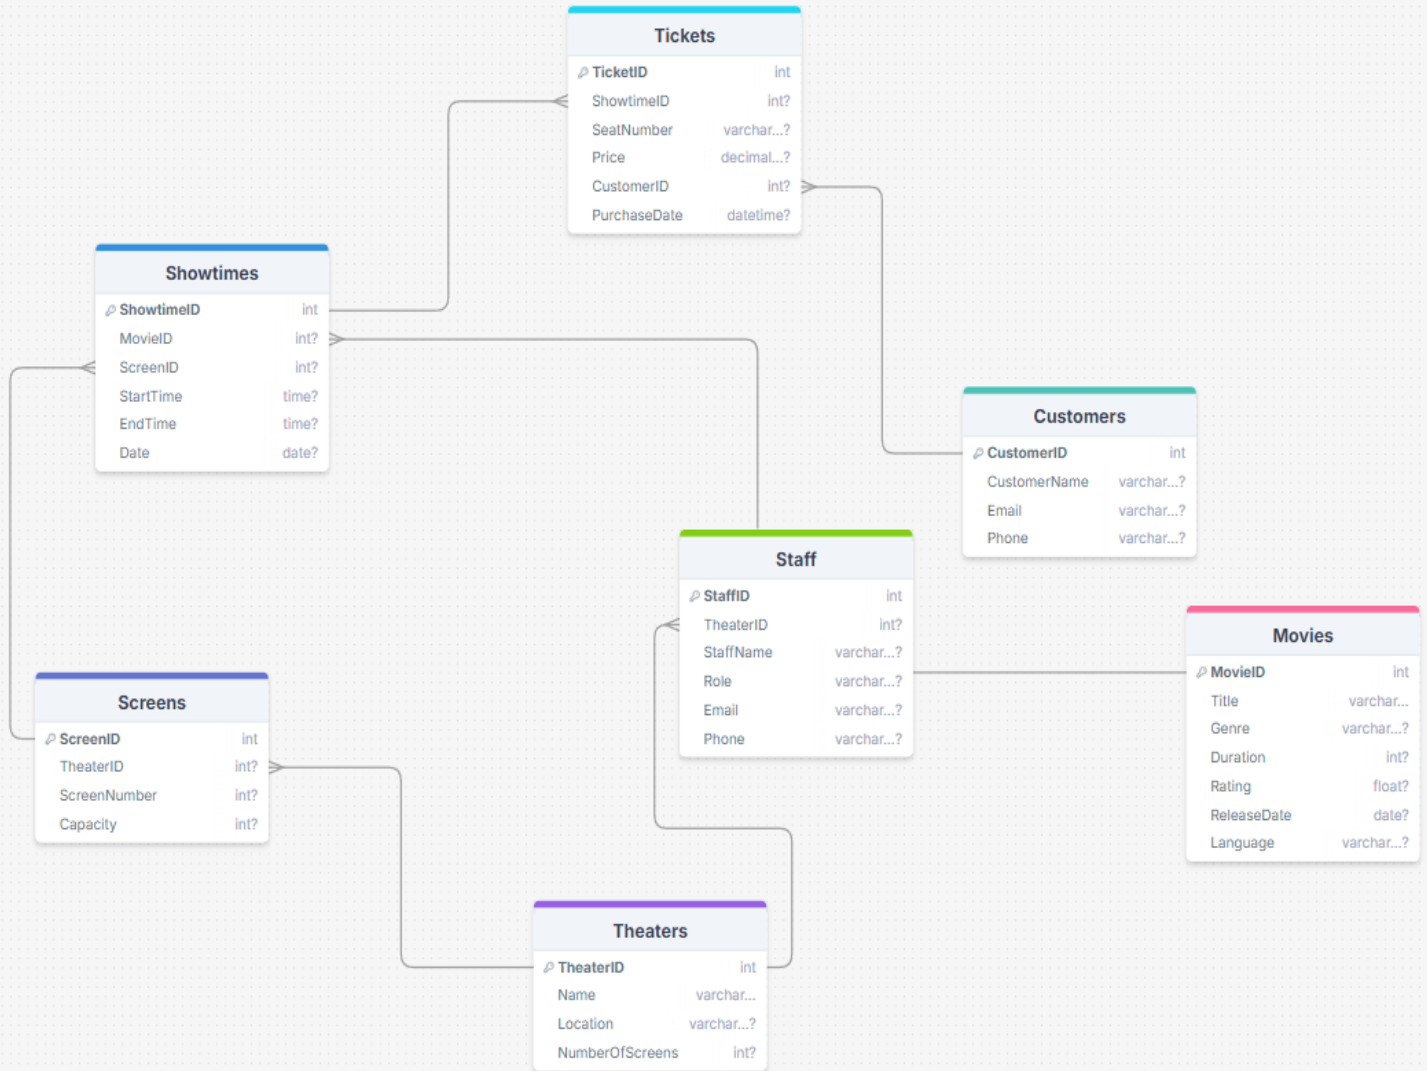 Tickets
TicketID int
ShowtimeID int?
SeatNumber varchar...?
Price decimal...?
CustomerID int?
PurchaseDate datetime?
Showtimes
ShowtimeID int
MovieID int?
ScreenID int?
StartTime time?
EndTime time?
Date date?
Customers
CustomerID int
CustomerName varchar...?
Email varchar...?
Phone varchar...?
Staff
StaffID int
TheaterID int?
StaffName varchar...?
Role varchar...?
Email varchar...?
Phone varchar...?
Movies
MovieID int
Title varchar...
Genre varchar...?
Duration int?
Rating float?
ReleaseDate date?
Language varchar...?
Screens
ScreenID int
TheaterID int?
ScreenNumber int?
Capacity int?
Theaters
TheaterID int
Name varchar...
Location varchar...?
NumberOfScreens int?